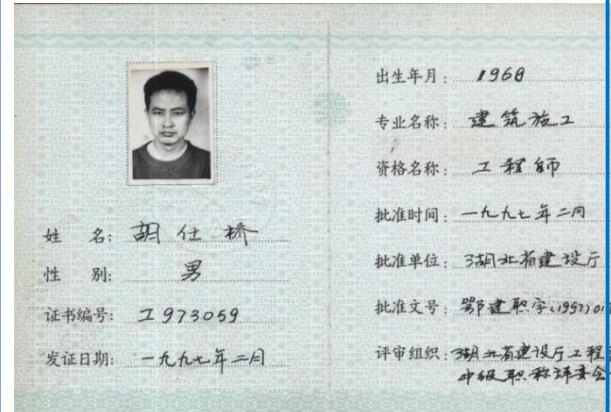 姓 名: 胡仕桥
性 别: 男
证书编号: 工973059
发证日期: 一九九七年二月
出生年月: 1968
专业名称: 建筑施工
资格名称: 工程师
批准时间: 一九九七年二月
批准单位: 湖北省建设厅
批准文号: 鄂建职字(1997)01
评审组织: 湖北省建设厅工程
中级职称评委会